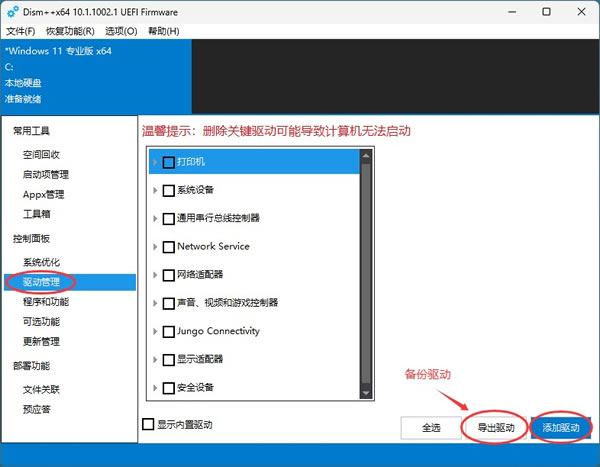 Dism++x64 10.1.1002.1 UEFI Firmware
文件(F) 恢复功能(R) 选项(O) 帮助(H)
*Windows 11 专业版 x64
C:
本地硬盘
准备就绪
常用工具
空间回收
启动项管理
Appx管理
工具箱
控制面板
系统优化
驱动管理
程序和功能
可选功能
更新管理
部署功能
文件关联
预应答
温馨提示：删除关键驱动可能导致计算机无法启动
打印机
系统设备
通用串行总线控制器
Network Service
网络适配器
声音、视频和游戏控制器
Jungo Connectivity
显示适配器
安全设备
备份驱动
显示内置驱动
全选
导出驱动
添加驱动